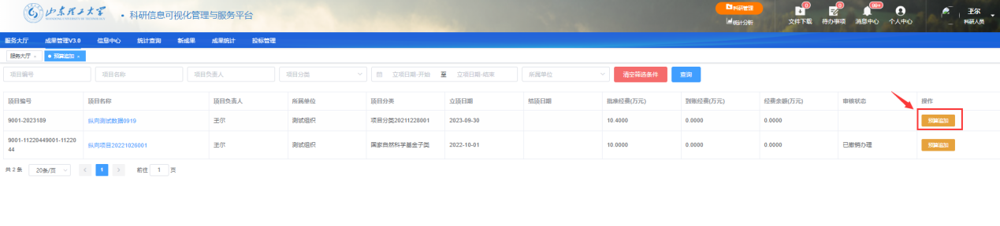 山东理工大学 · 科研信息可视化管理与服务平台
科研管理
统计分析
0 0 99+
文件下载 待办事项 消息中心 个人中心
王尔
科研人员
服务大厅 成果管理V3.0 信息中心 统计查询 新成果 成果统计 投标管理
服务大厅 预算追加
项目编号 项目名称 项目负责人 项目分类 立项日期-开始 至 立项日期-结束 所属单位 清空筛选条件 查询
项目编号 项目名称 项目负责人 所属单位 项目分类 立项日期 结项日期 批准经费(万元) 到账经费(万元) 经费余额(万元) 审核状态 操作
9001-2023189 纵向测试数据0919 王尔 测试组织 项目分类20211228001 2023-09-30 10.4000 0.0000 0.0000 预算追加
9001-11220449001-11220
44 纵向项目20221026001 王尔 测试组织 国家自然科学基金子类 2022-10-01 10.0000 0.0000 0.0000 已撤销办理 预算追加
共 2 条 20条/页 < 1 > 前往 1 页